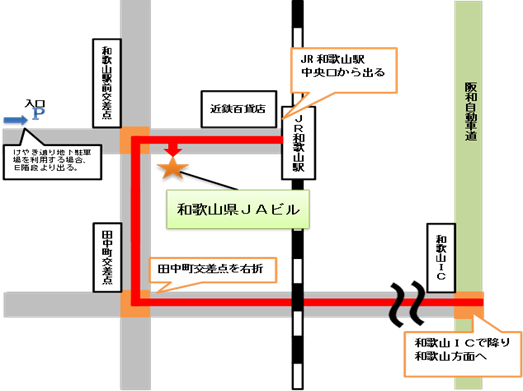 和歌山駅前交差点
入口
P
けやき通り地下駐車
場を利用する場合、
E階段より出る。
近鉄百貨店
JR和歌山駅
中央口から出る
JR和歌山駅
阪和自動車道
和歌山県JAビル
田中町交差点
田中町交差点を右折
和歌山IC
和歌山ICで降り
和歌山方面へ